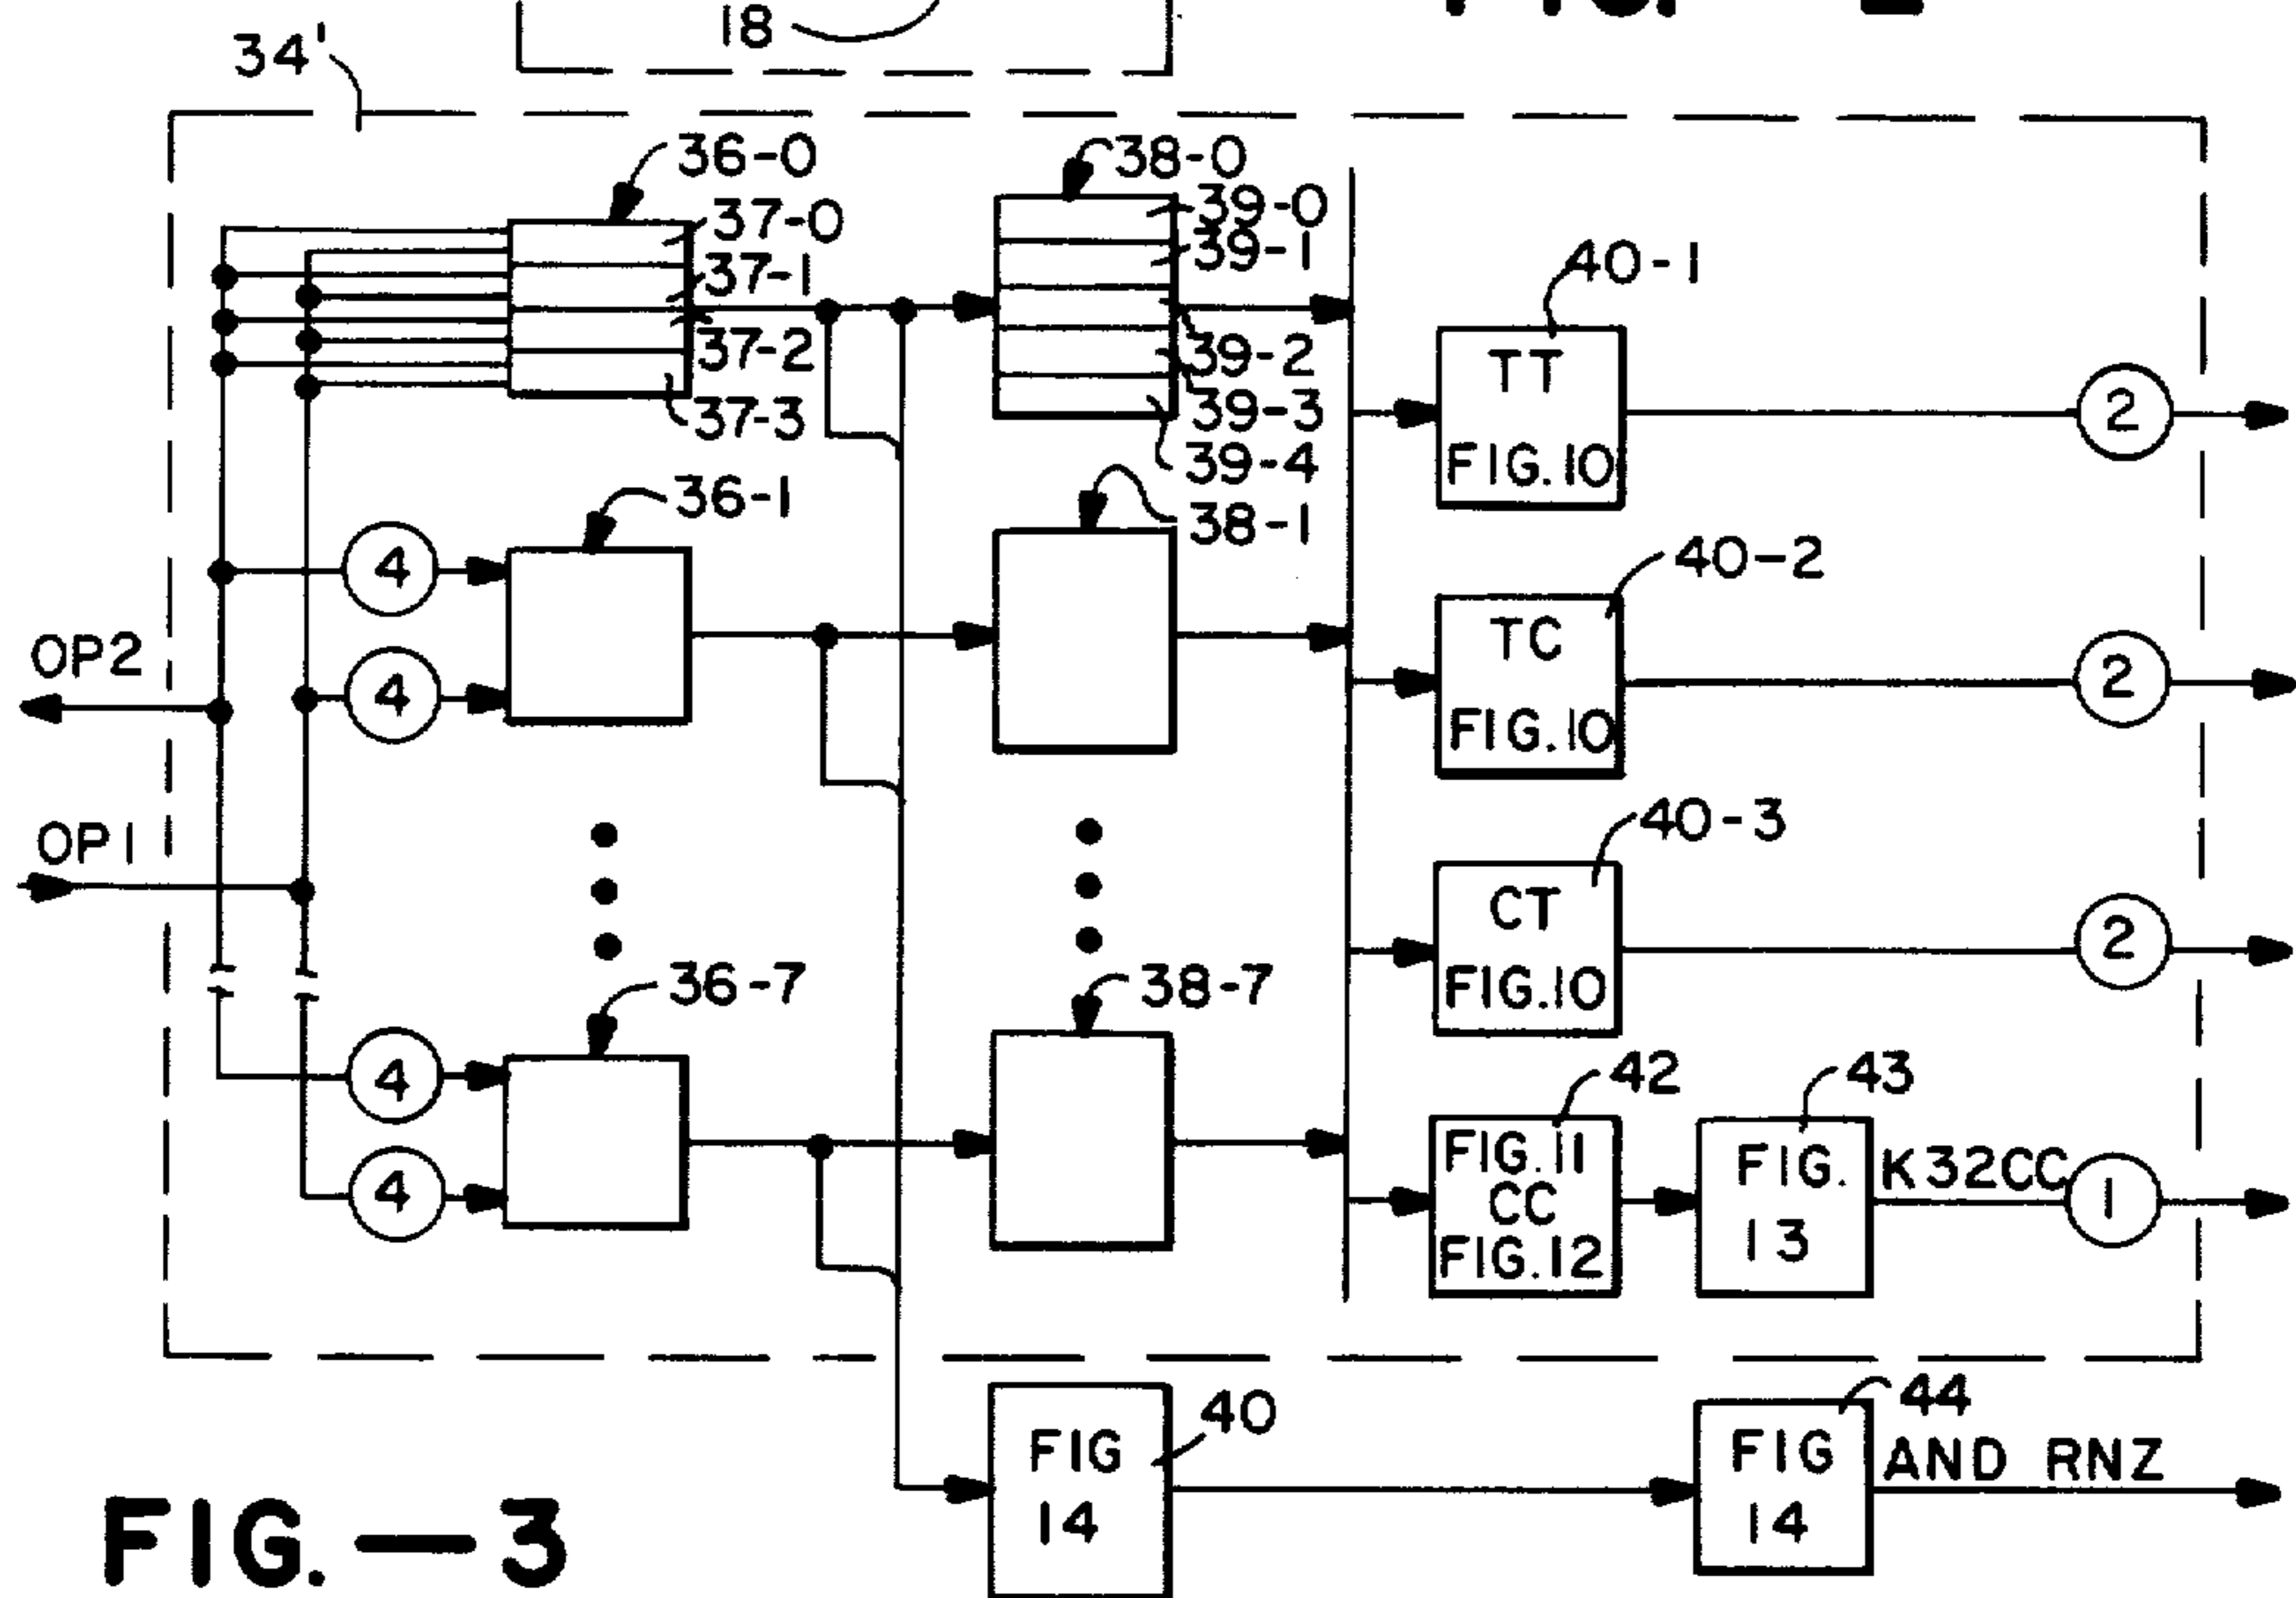 18
34'
36-0
38-0
37-0
39-0
37-1
39-1
40-1
37-2
39-2
TT
FIG.10
2
37-3
39-3
39-4
36-1
38-1
4
40-2
TC
FIG.10
2
OP2
4
OP1
40-3
CT
FIG.10
2
36-7
38-7
4
42
43
4
FIG.11
CC
FIG.12
FIG.
13
K32CC
1
40
44
FIG
14
FIG
14
AND RNZ
FIG.—3